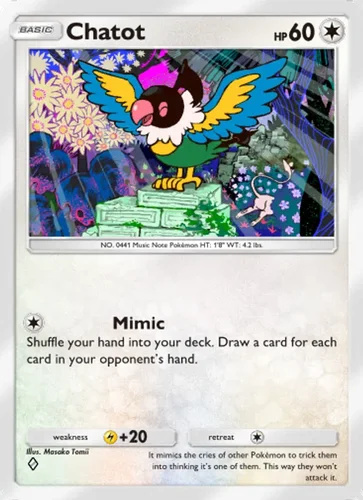 BASIC Chatot HP 60
NO. 0441 Music Note Pokémon HT: 1'8" WT: 4.2 lbs.
Mimic
Shuffle your hand into your deck. Draw a card for each
card in your opponent's hand.
weakness +20 retreat
Illus. Masako Tomii
It mimics the cries of other Pokémon to trick them
into thinking it's one of them. This way they won't
attack it.